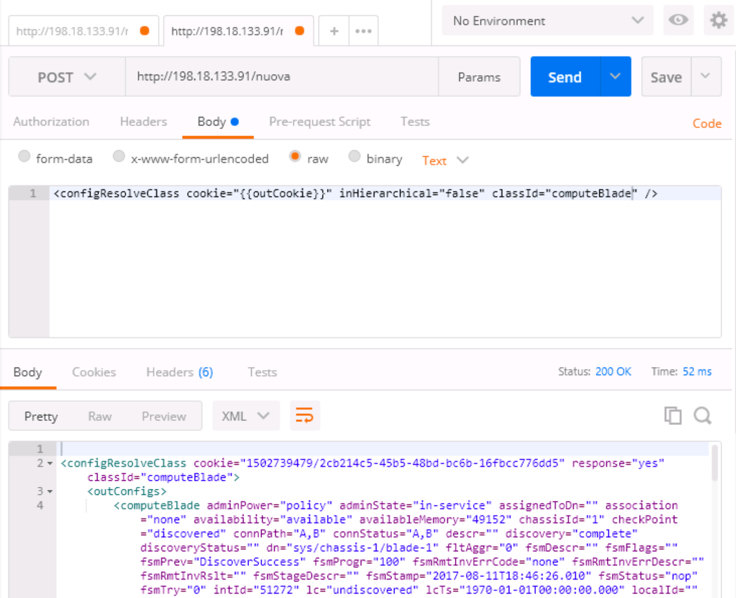 http://198.18.133.91/r
http://198.18.133.91/r
+
•••
No Environment
POST
http://198.18.133.91/nuova
Params
Send
Save
Authorization
Headers
Body
Pre-request Script
Tests
Code
form-data
x-www-form-urlencoded
raw
binary
Text
1 <configResolveClass cookie="{{outCookie}}" inHierarchical="false" classId="computeBlade" />
Body
Cookies
Headers (6)
Tests
Status: 200 OK
Time: 52 ms
Pretty
Raw
Preview
XML
1
2 <configResolveClass cookie="1502739479/2cb214c5-45b5-48bd-bc6b-16fbcc776dd5" response="yes"
classId="computeBlade">
3 <outConfigs>
4 <computeBlade adminPower="policy" adminState="in-service" assignedToDn="" association
="none" availability="available" availableMemory="49152" chassisId="1" checkPoint
="discovered" connPath="A,B" connStatus="A,B" descr="" discovery="complete"
discoveryStatus="" dn="sys/chassis-1/blade-1" fltAggr="0" fsmDescr="" fsmFlags=""
fsmPrev="DiscoverSuccess" fsmProgr="100" fsmRmtInvErrCode="none" fsmRmtInvErrDescr=""
fsmRmtInvRslt="" fsmStageDescr="" fsmStamp="2017-08-11T18:46:26.010" fsmStatus="nop"
fsmTry="0" intId="51272" lc="undiscovered" lcTs="1970-01-01T00:00:00.000" localId=""